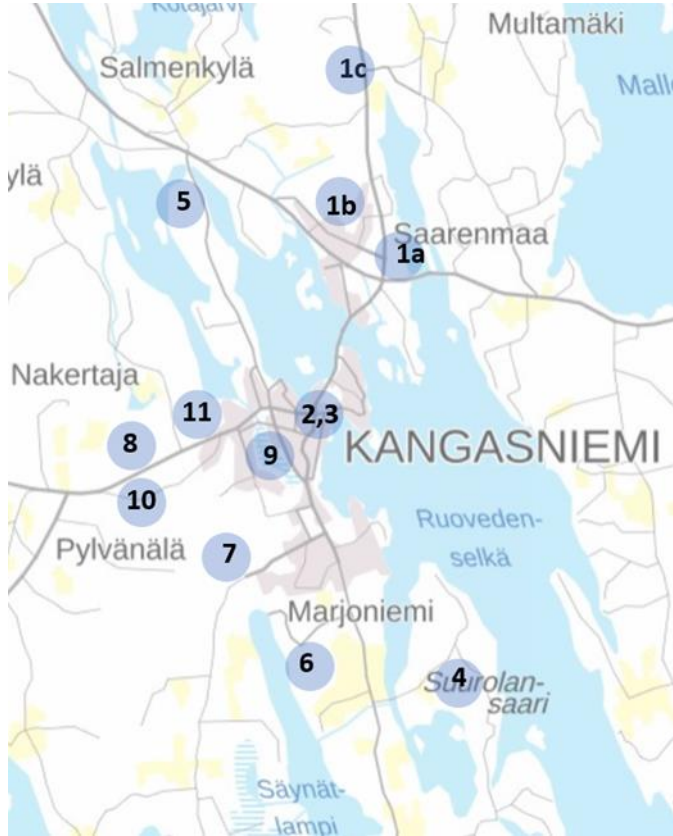 Kotajärvi
Multamäki
Salmenkylä
1c
Malle
ylä
5
1b
Saarenmaa
1a
Nakertaja
11
2,3
8
9
KANGASNIEMI
10
Ruoveden-
selkä
Pylvänälä
7
Marjoniemi
6
4
Suurolan-
saari
Säynät-
lampi